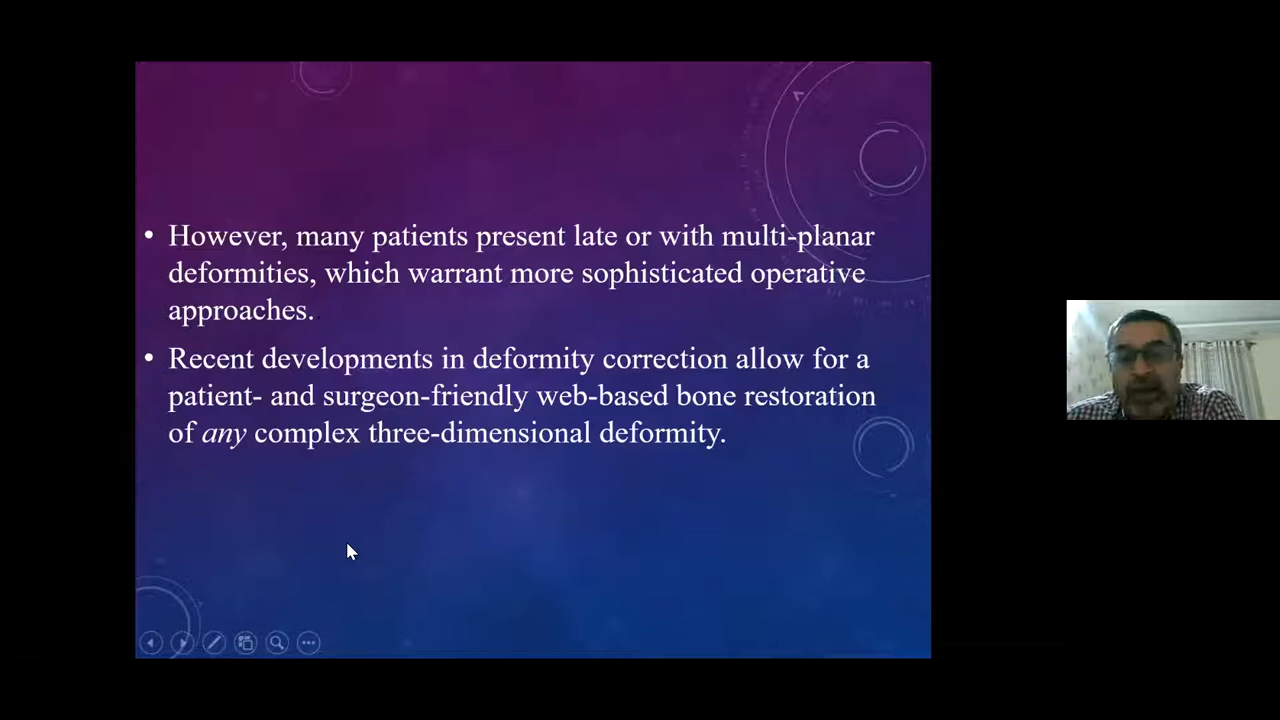 • However, many patients present late or with multi-planar
deformities, which warrant more sophisticated operative
approaches.
• Recent developments in deformity correction allow for a
patient- and surgeon-friendly web-based bone restoration
of any complex three-dimensional deformity.